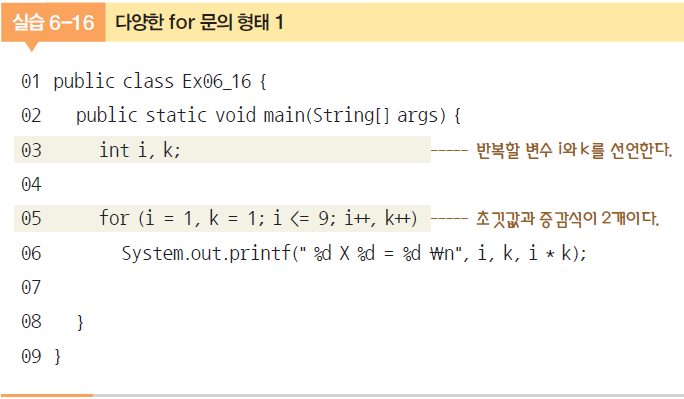 실습 6-16 다양한 for 문의 형태 1
01 public class Ex06_16 {
02 public static void main(String[] args) {
03 int i, k; ----- 반복할 변수 i와 k를 선언한다.
04
05 for (i = 1, k = 1; i <= 9; i++, k++) ----- 초깃값과 증감식이 2개이다.
06 System.out.printf(" %d X %d = %d ₩n", i, k, i * k);
07
08 }
09 }